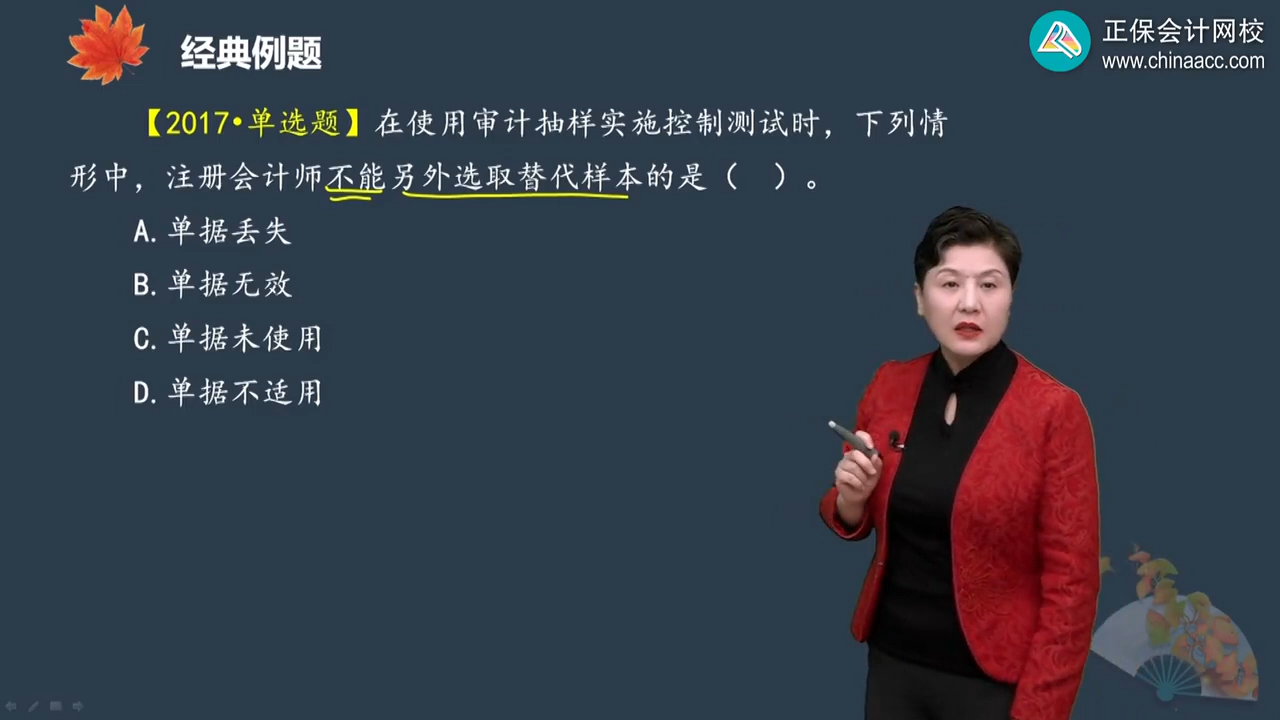 经典例题
正保会计网校
www.chinaacc.com
【2017•单选题】在使用审计抽样实施控制测试时，下列情
形中，注册会计师不能另外选取替代样本的是（　）。
A.单据丢失
B.单据无效
C.单据未使用
D.单据不适用